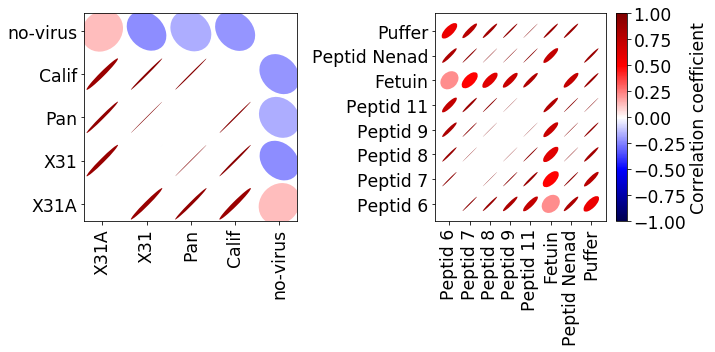 no-virus
Calif
Pan
X31
X31A
X31A
X31
Pan
Calif
no-virus
Puffer
Peptid Nenad
Fetuin
Peptid 11
Peptid 9
Peptid 8
Peptid 7
Peptid 6
Peptid 6
Peptid 7
Peptid 8
Peptid 9
Peptid 11
Fetuin
Peptid Nenad
Puffer
1.00
0.75
0.50
0.25
0.00
−0.25
−0.50
−0.75
−1.00
Correlation coefficient